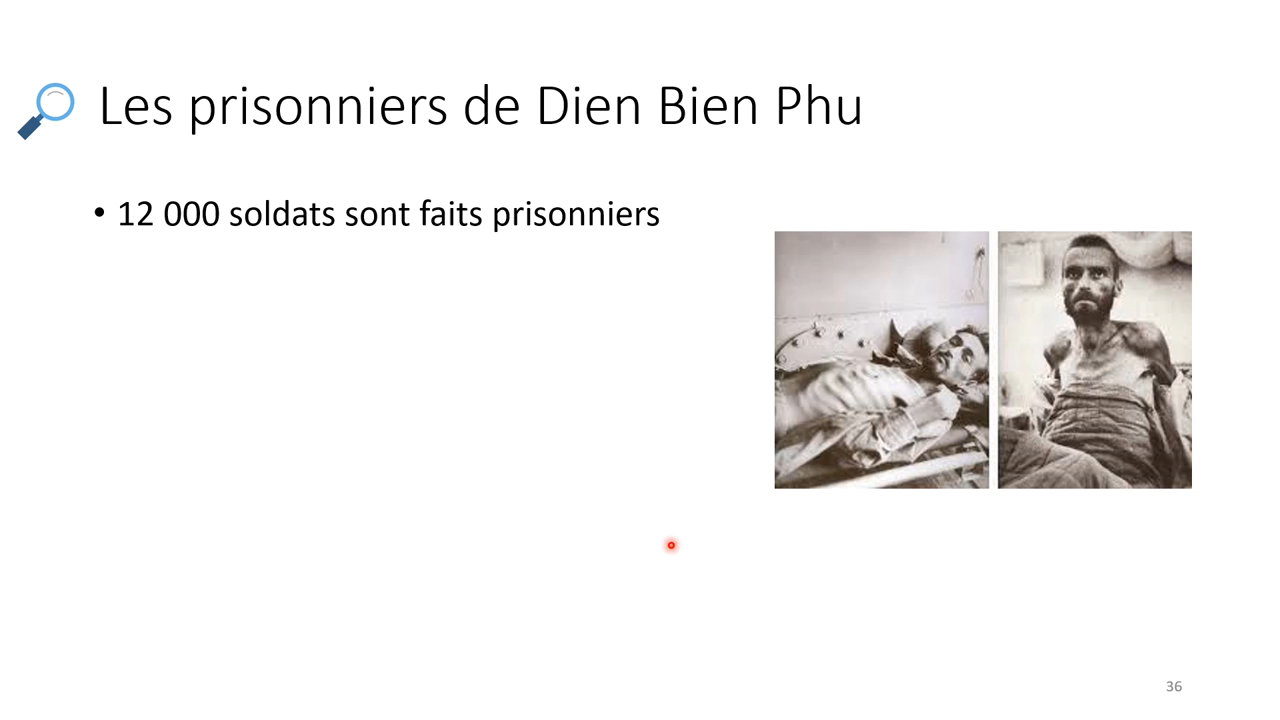 Les prisonniers de Dien Bien Phu
• 12 000 soldats sont faits prisonniers
36